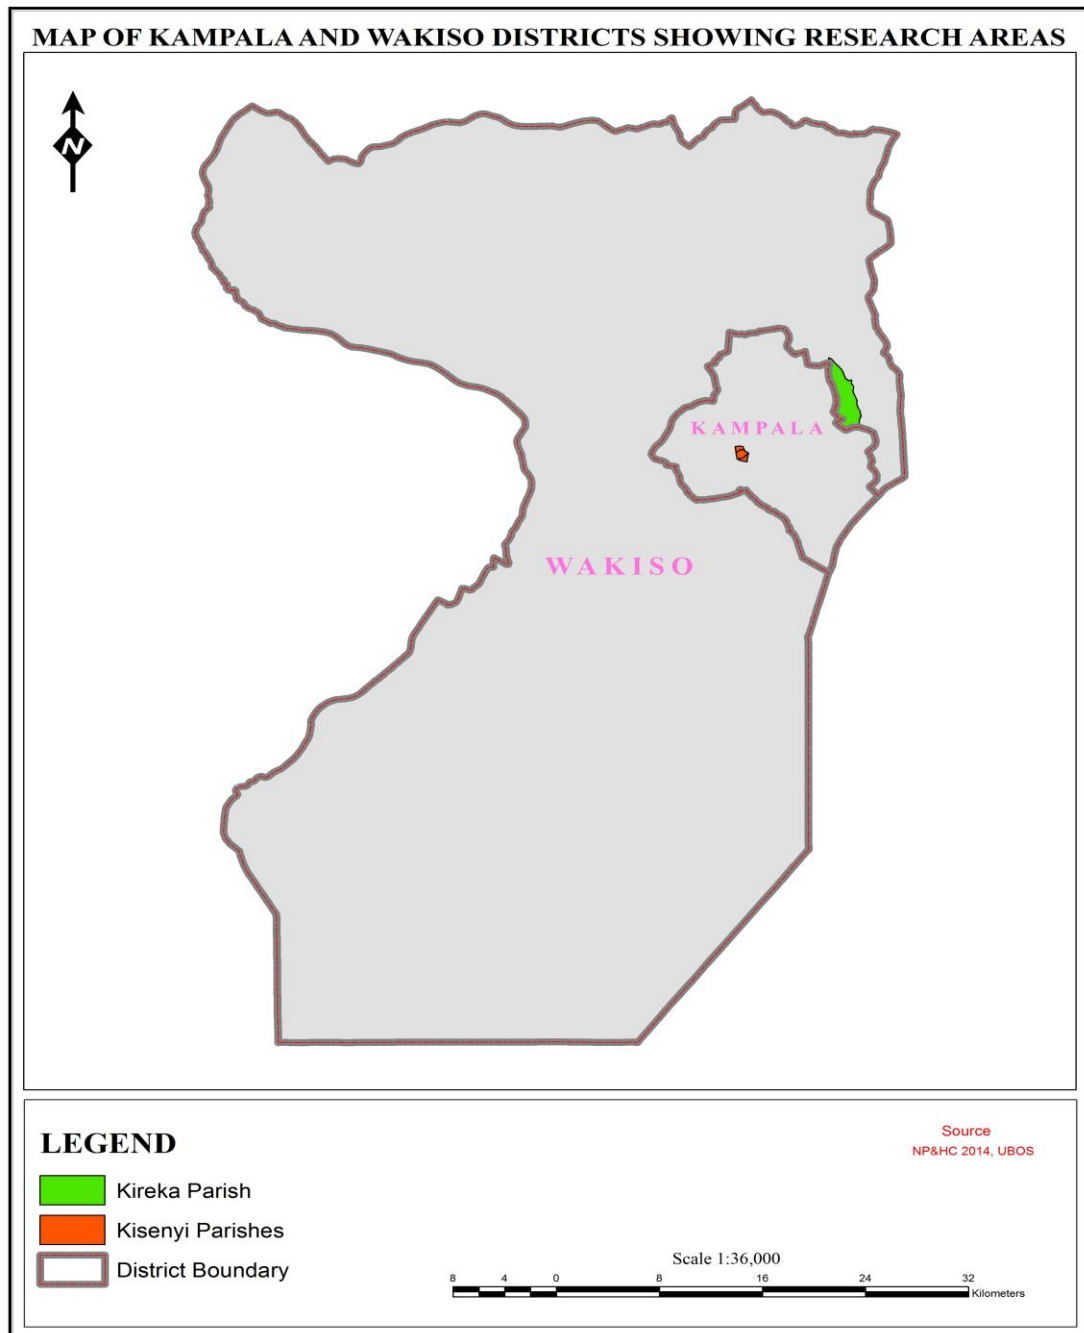 MAP OF KAMPALA AND WAKISO DISTRICTS SHOWING RESEARCH AREAS
N
KAMPALA
WAKISO
LEGEND
Source
NP&HC 2014, UBOS
Kireka Parish
Kisenyi Parishes
District Boundary
Scale 1:36,000
8 4 0 8 16 24 32
Kilometers